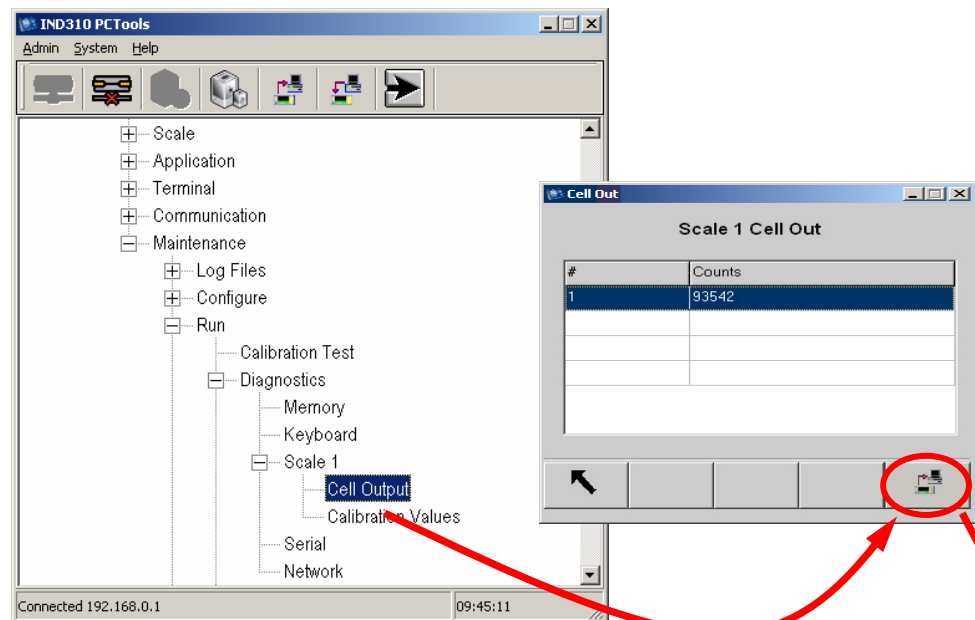 IND310 PCTools
Admin System Help
Scale
Application
Terminal
Communication
Maintenance
Log Files
Configure
Run
Calibration Test
Diagnostics
Memory
Keyboard
Scale 1
Cell Output
Calibration Values
Serial
Network
Connected 192.168.0.1 09:45:11
Cell Out
Scale 1 Cell Out
# Counts
1 93542